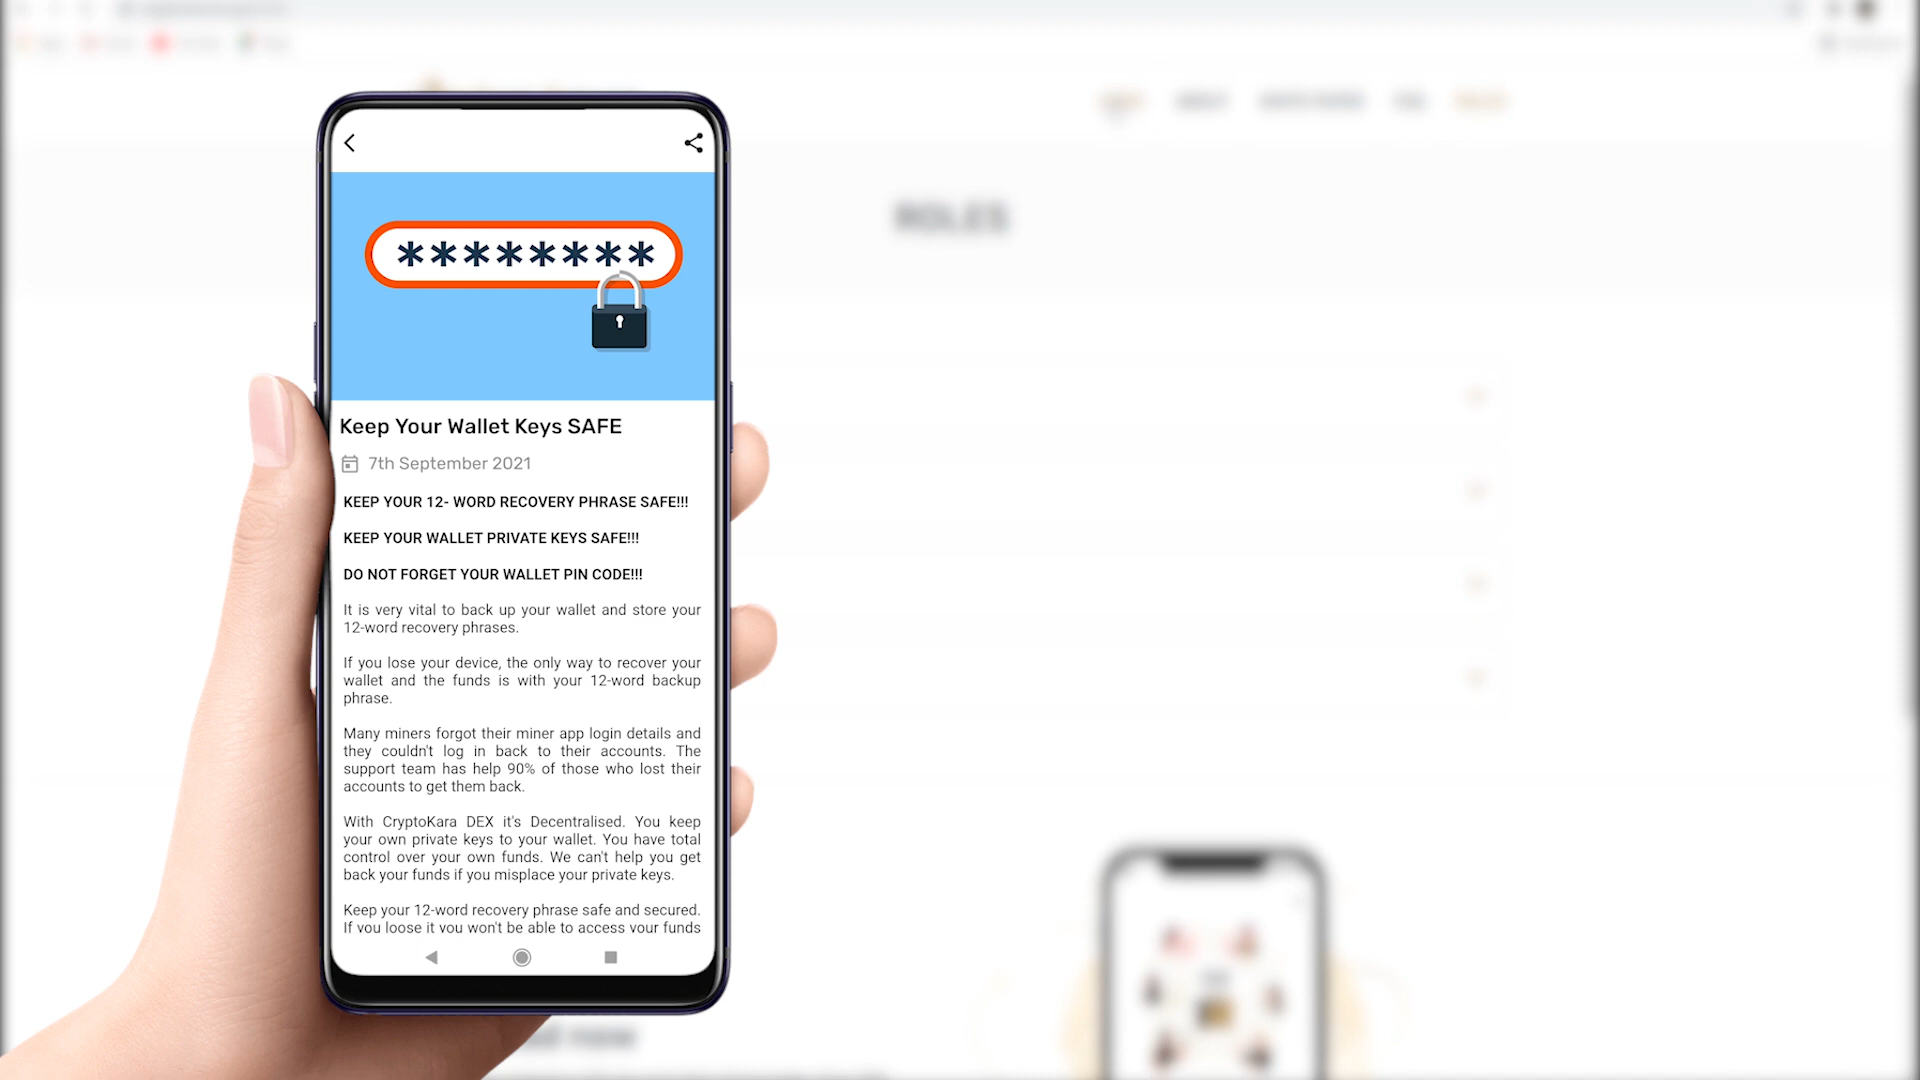 ROLES
********
Keep Your Wallet Keys SAFE
7th September 2021
KEEP YOUR 12- WORD RECOVERY PHRASE SAFE!!!
KEEP YOUR WALLET PRIVATE KEYS SAFE!!!
DO NOT FORGET YOUR WALLET PIN CODE!!!
It is very vital to back up your wallet and store your
12-word recovery phrases.
If you lose your device, the only way to recover your
wallet and the funds is with your 12-word backup
phrase.
Many miners forgot their miner app login details and
they couldn't log in back to their accounts. The
support team has help 90% of those who lost their
accounts to get them back.
With CryptoKara DEX it's Decentralised. You keep
your own private keys to your wallet. You have total
control over your own funds. We can't help you get
back your funds if you misplace your private keys.
Keep your 12-word recovery phrase safe and secured.
If you loose it you won't be able to access your funds